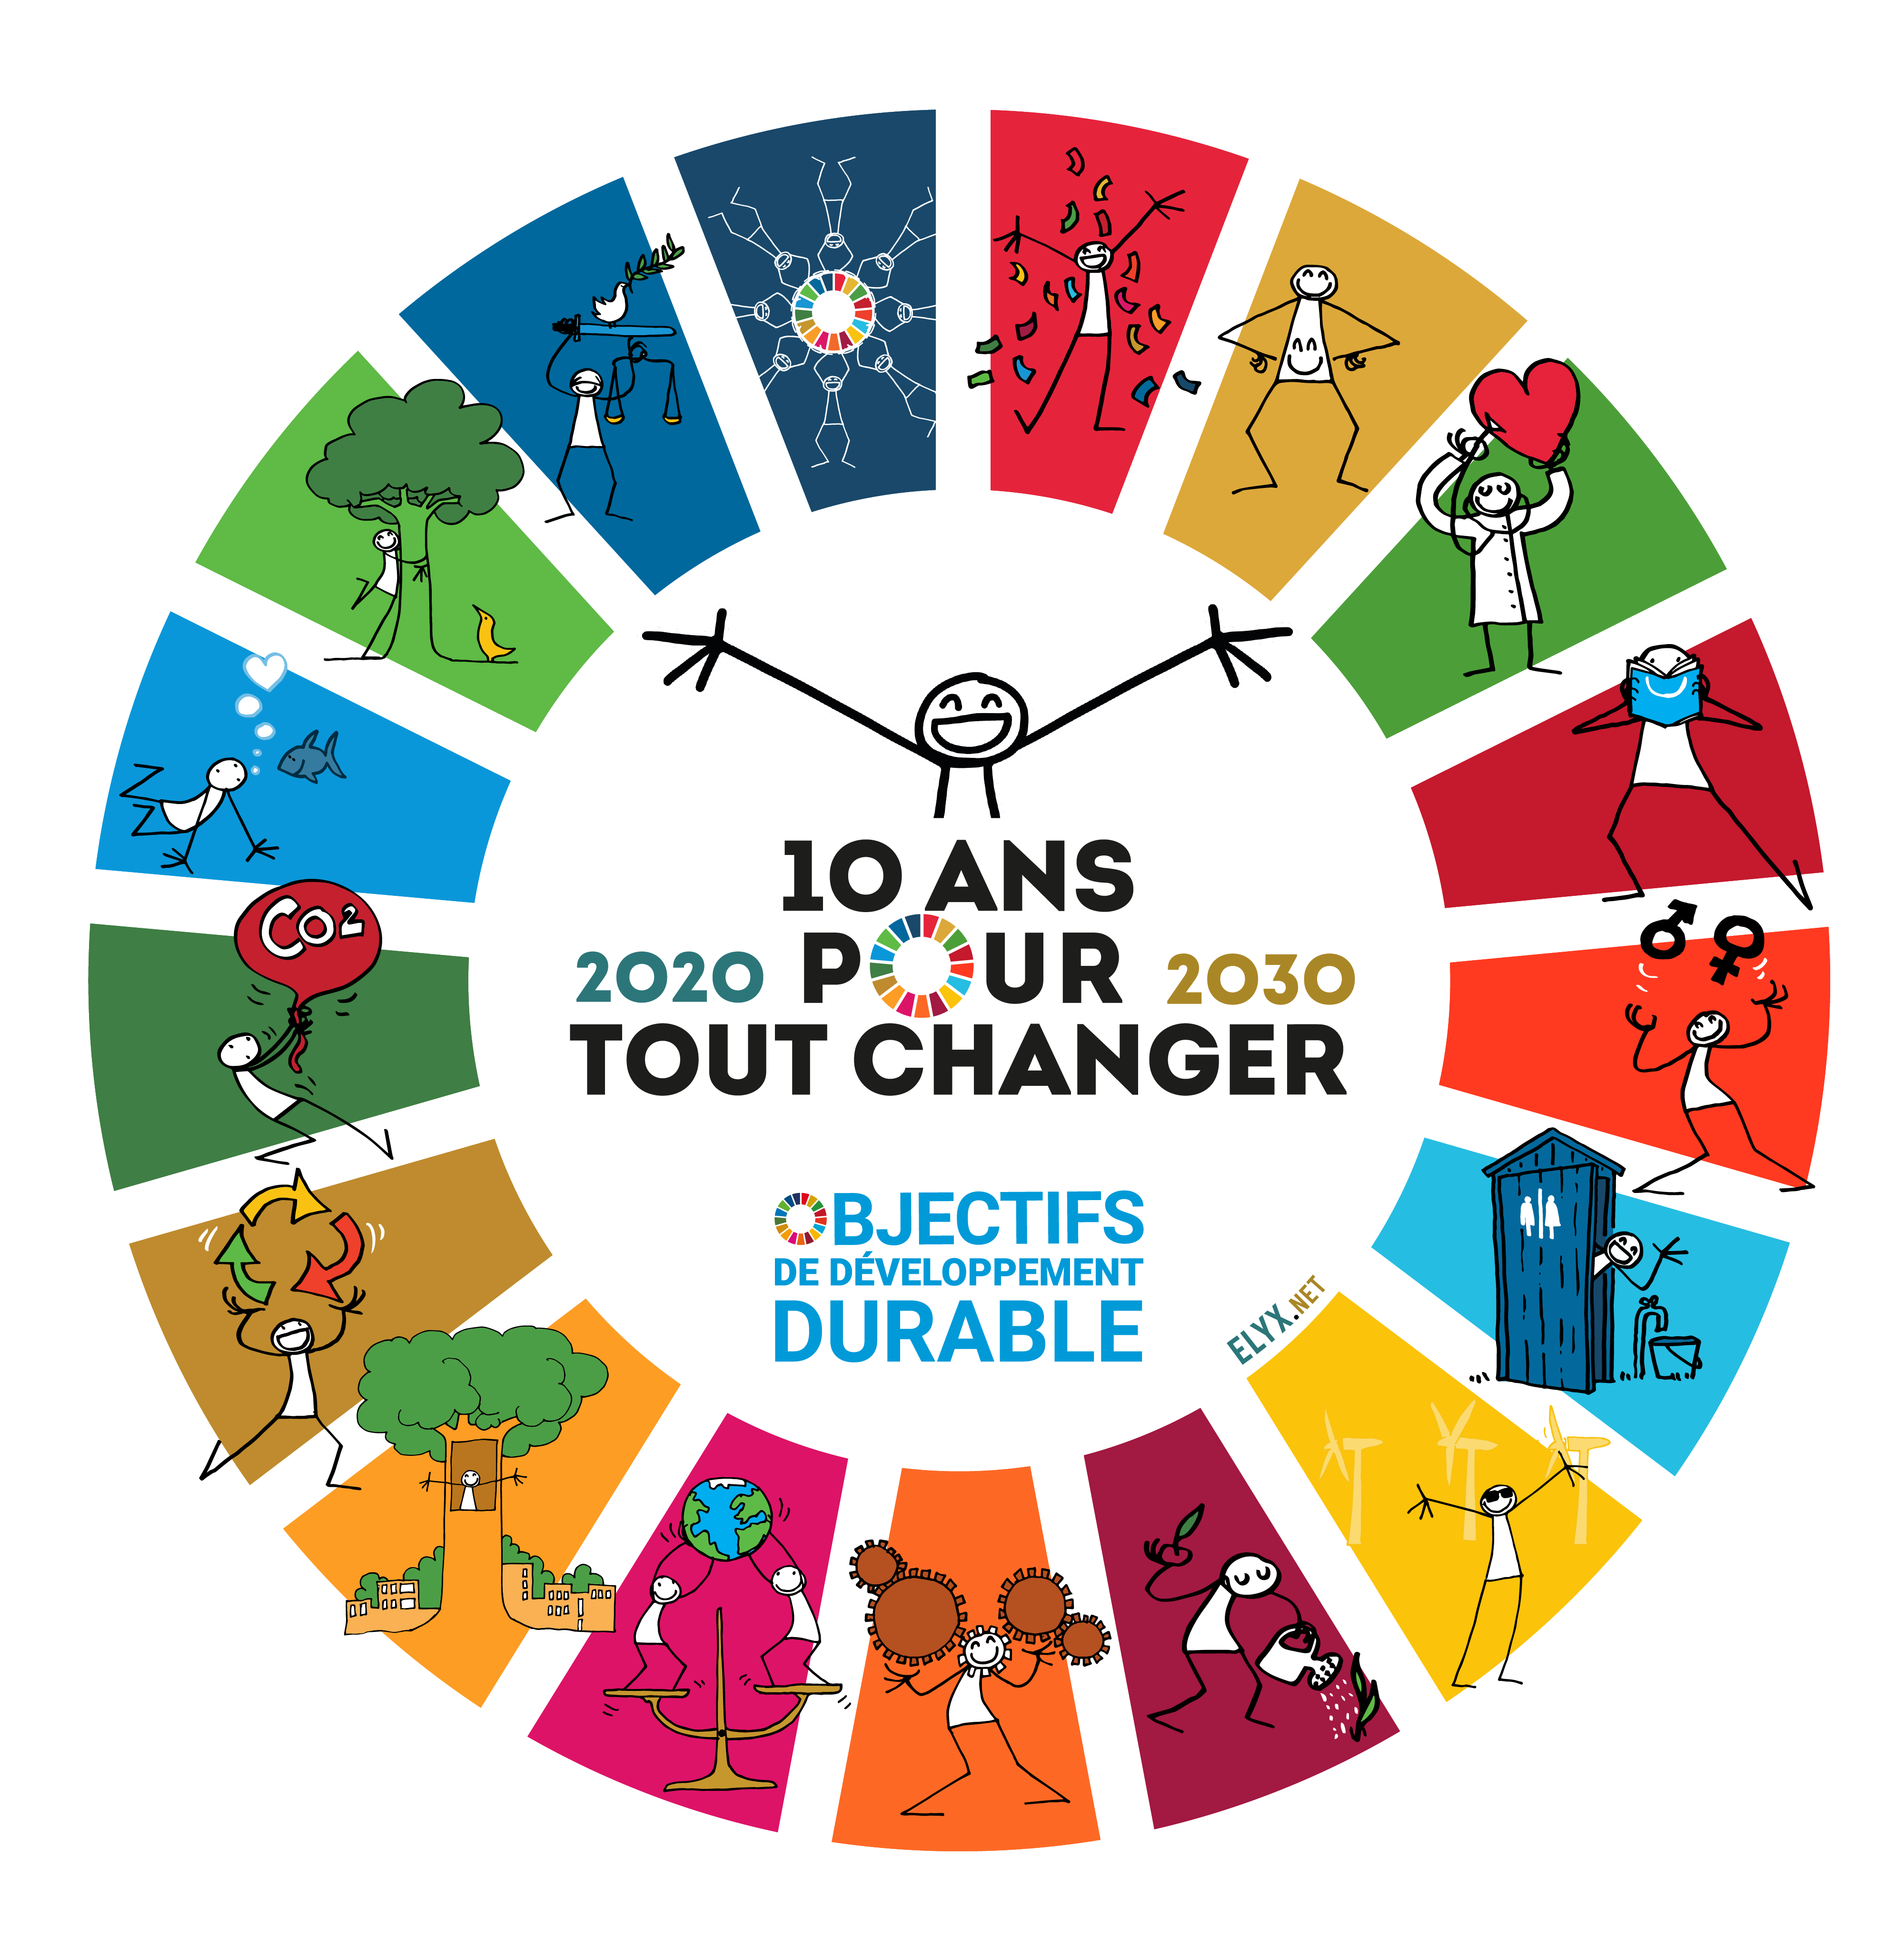 CO²
10 ANS
2020 POUR 2030
TOUT CHANGER
OBJECTIFS
DE DÉVELOPPEMENT
DURABLE
ELYX.NET